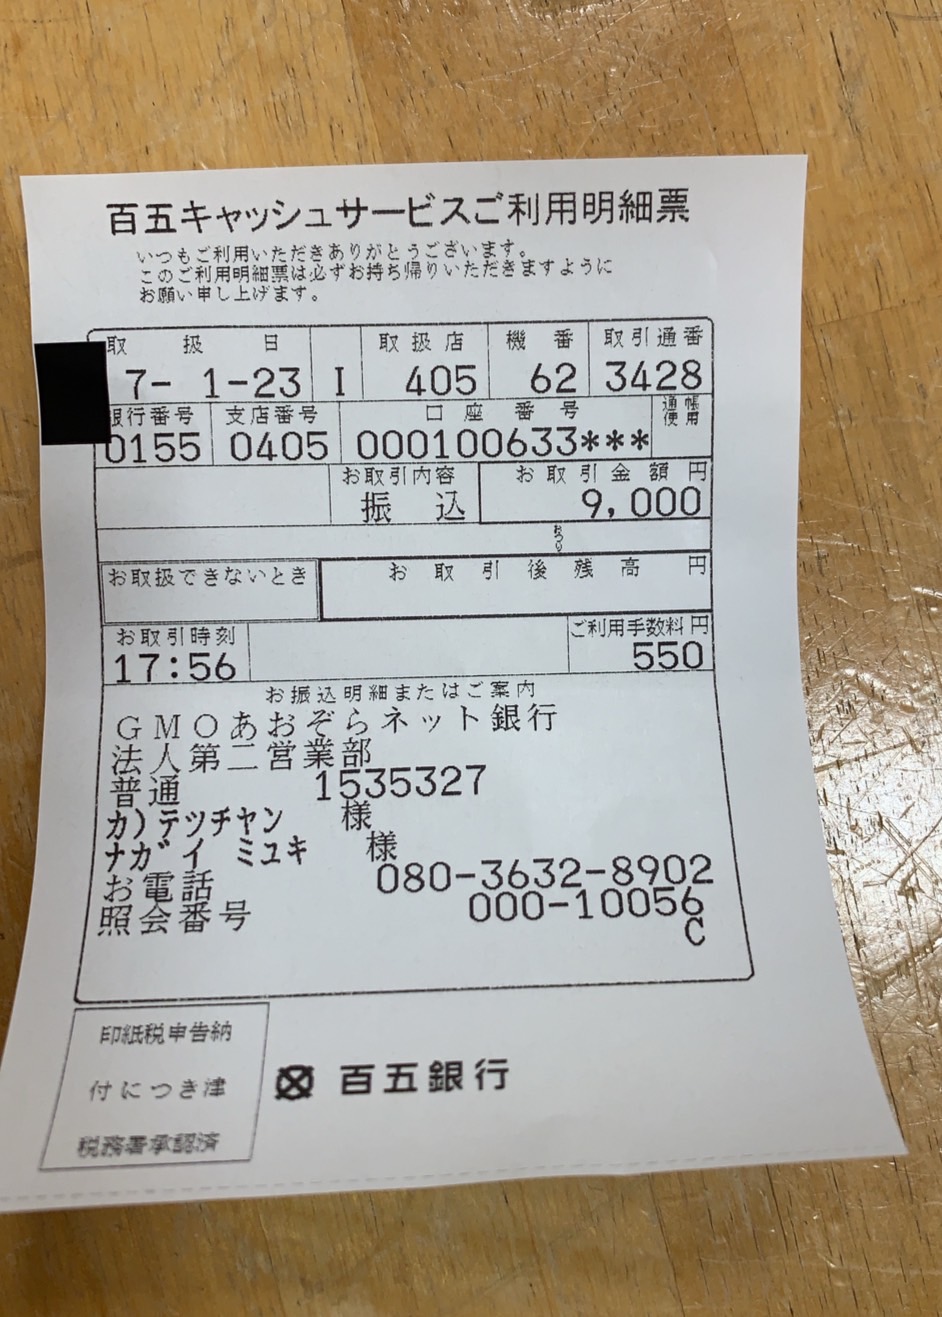 百五キャッシュサービスご利用明細票
いつもご利用いただきありがとうございます。
このご利用明細票は必ずお持ち帰りいただきますように
お願い申し上げます。
取扱日 取扱店 機番 取引通番
7- 1-23 I 405 62 3428
銀行番号 支店番号 口座番号 通帳使用
0155 0405 000100633***
お取引内容 お取引金額円
振込 9,000
おつり
お取扱できないとき お取引後残高円
お取引時刻 ご利用手数料円
17:56 550
お振込明細またはご案内
GMOあおぞらネット銀行
法人第二営業部
普通 1535327
カ)テツチヤン 様
ナガイ ミユキ 様
お電話 080-3632-8902
照会番号 000-10056
C
印紙税申告納
付につき津
税務署承認済
百五銀行